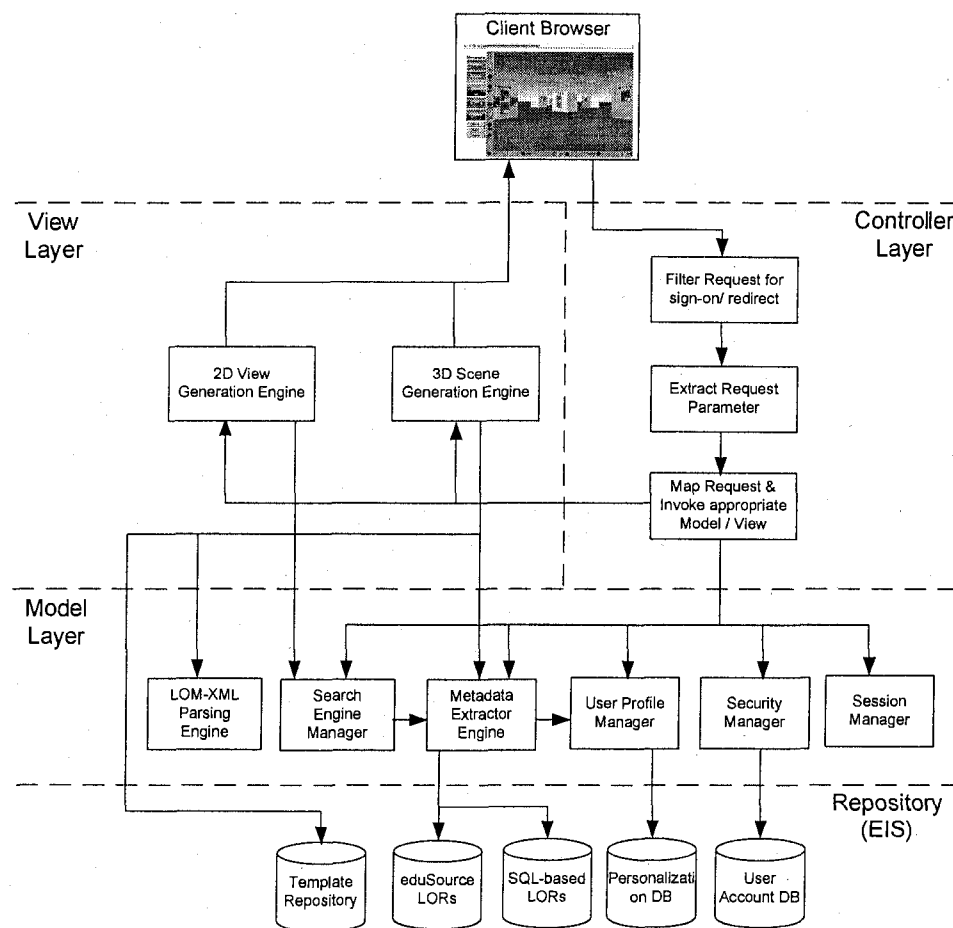 Client Browser
View
Layer
Controller
Layer
Filter Request for
sign-on/ redirect
2D View
Generation Engine
3D Scene
Generation Engine
Extract Request
Parameter
Map Request &
Invoke appropriate
Model / View
Model
Layer
LOM-XML
Parsing
Engine
Search
Engine
Manager
Metadata
Extractor
Engine
User Profile
Manager
Security
Manager
Session
Manager
Repository
(EIS)
Template
Repository
eduSource
LORs
SQL-based
LORs
Personalizati
on DB
User
Account DB